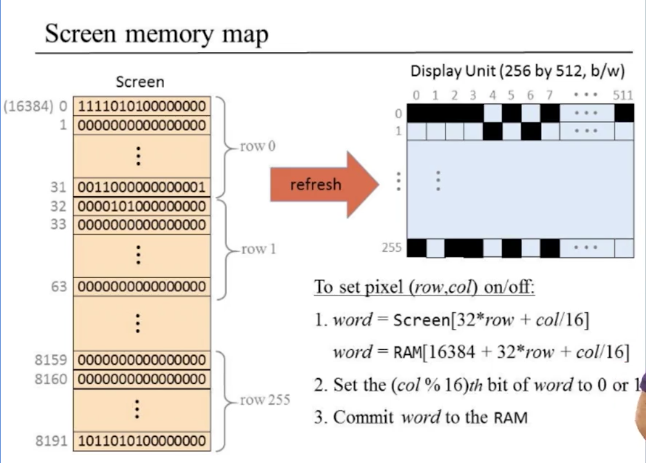 Screen memory map
Screen
(16384) 0 1111010100000000
1 0000000000000000
⋮
31 0011000000000001
row 0
32 0000101000000000
33 0000000000000000
⋮
63 0000000000000000
row 1
⋮
8159 0000000000000000
8160 0000000000000000
⋮
8191 1011010100000000
row 255
refresh
Display Unit (256 by 512, b/w)
0 1 2 3 4 5 6 7 ••• 511
0 •••
1 •••
⋮ ⋮
255 •••
To set pixel (row,col) on/off:
1. word = Screen[32*row + col/16]
word = RAM[16384 + 32*row + col/16]
2. Set the (col % 16)th bit of word to 0 or 1
3. Commit word to the RAM